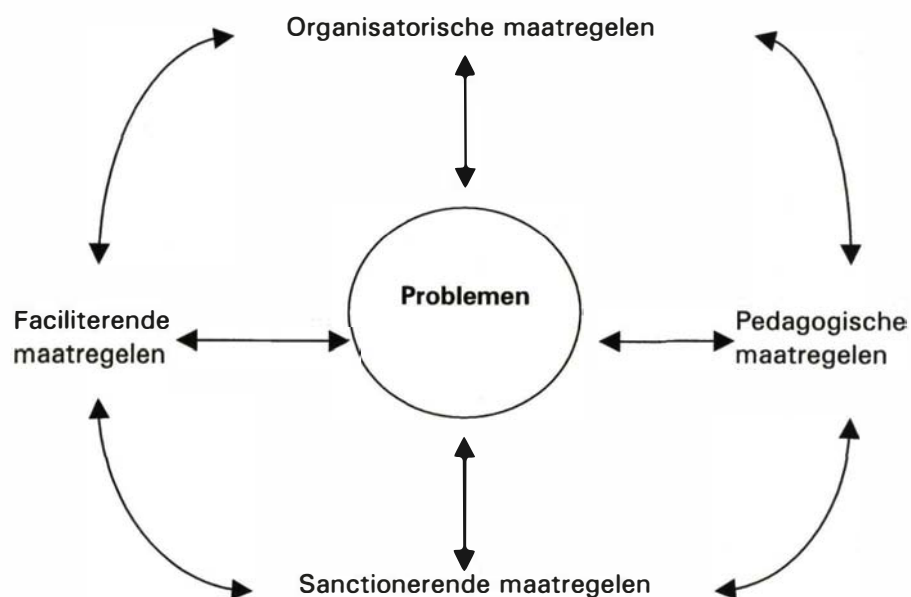 Organisatorische maatregelen
Problemen
Faciliterende
maatregelen
Pedagogische
maatregelen
Sanctionerende maatregelen